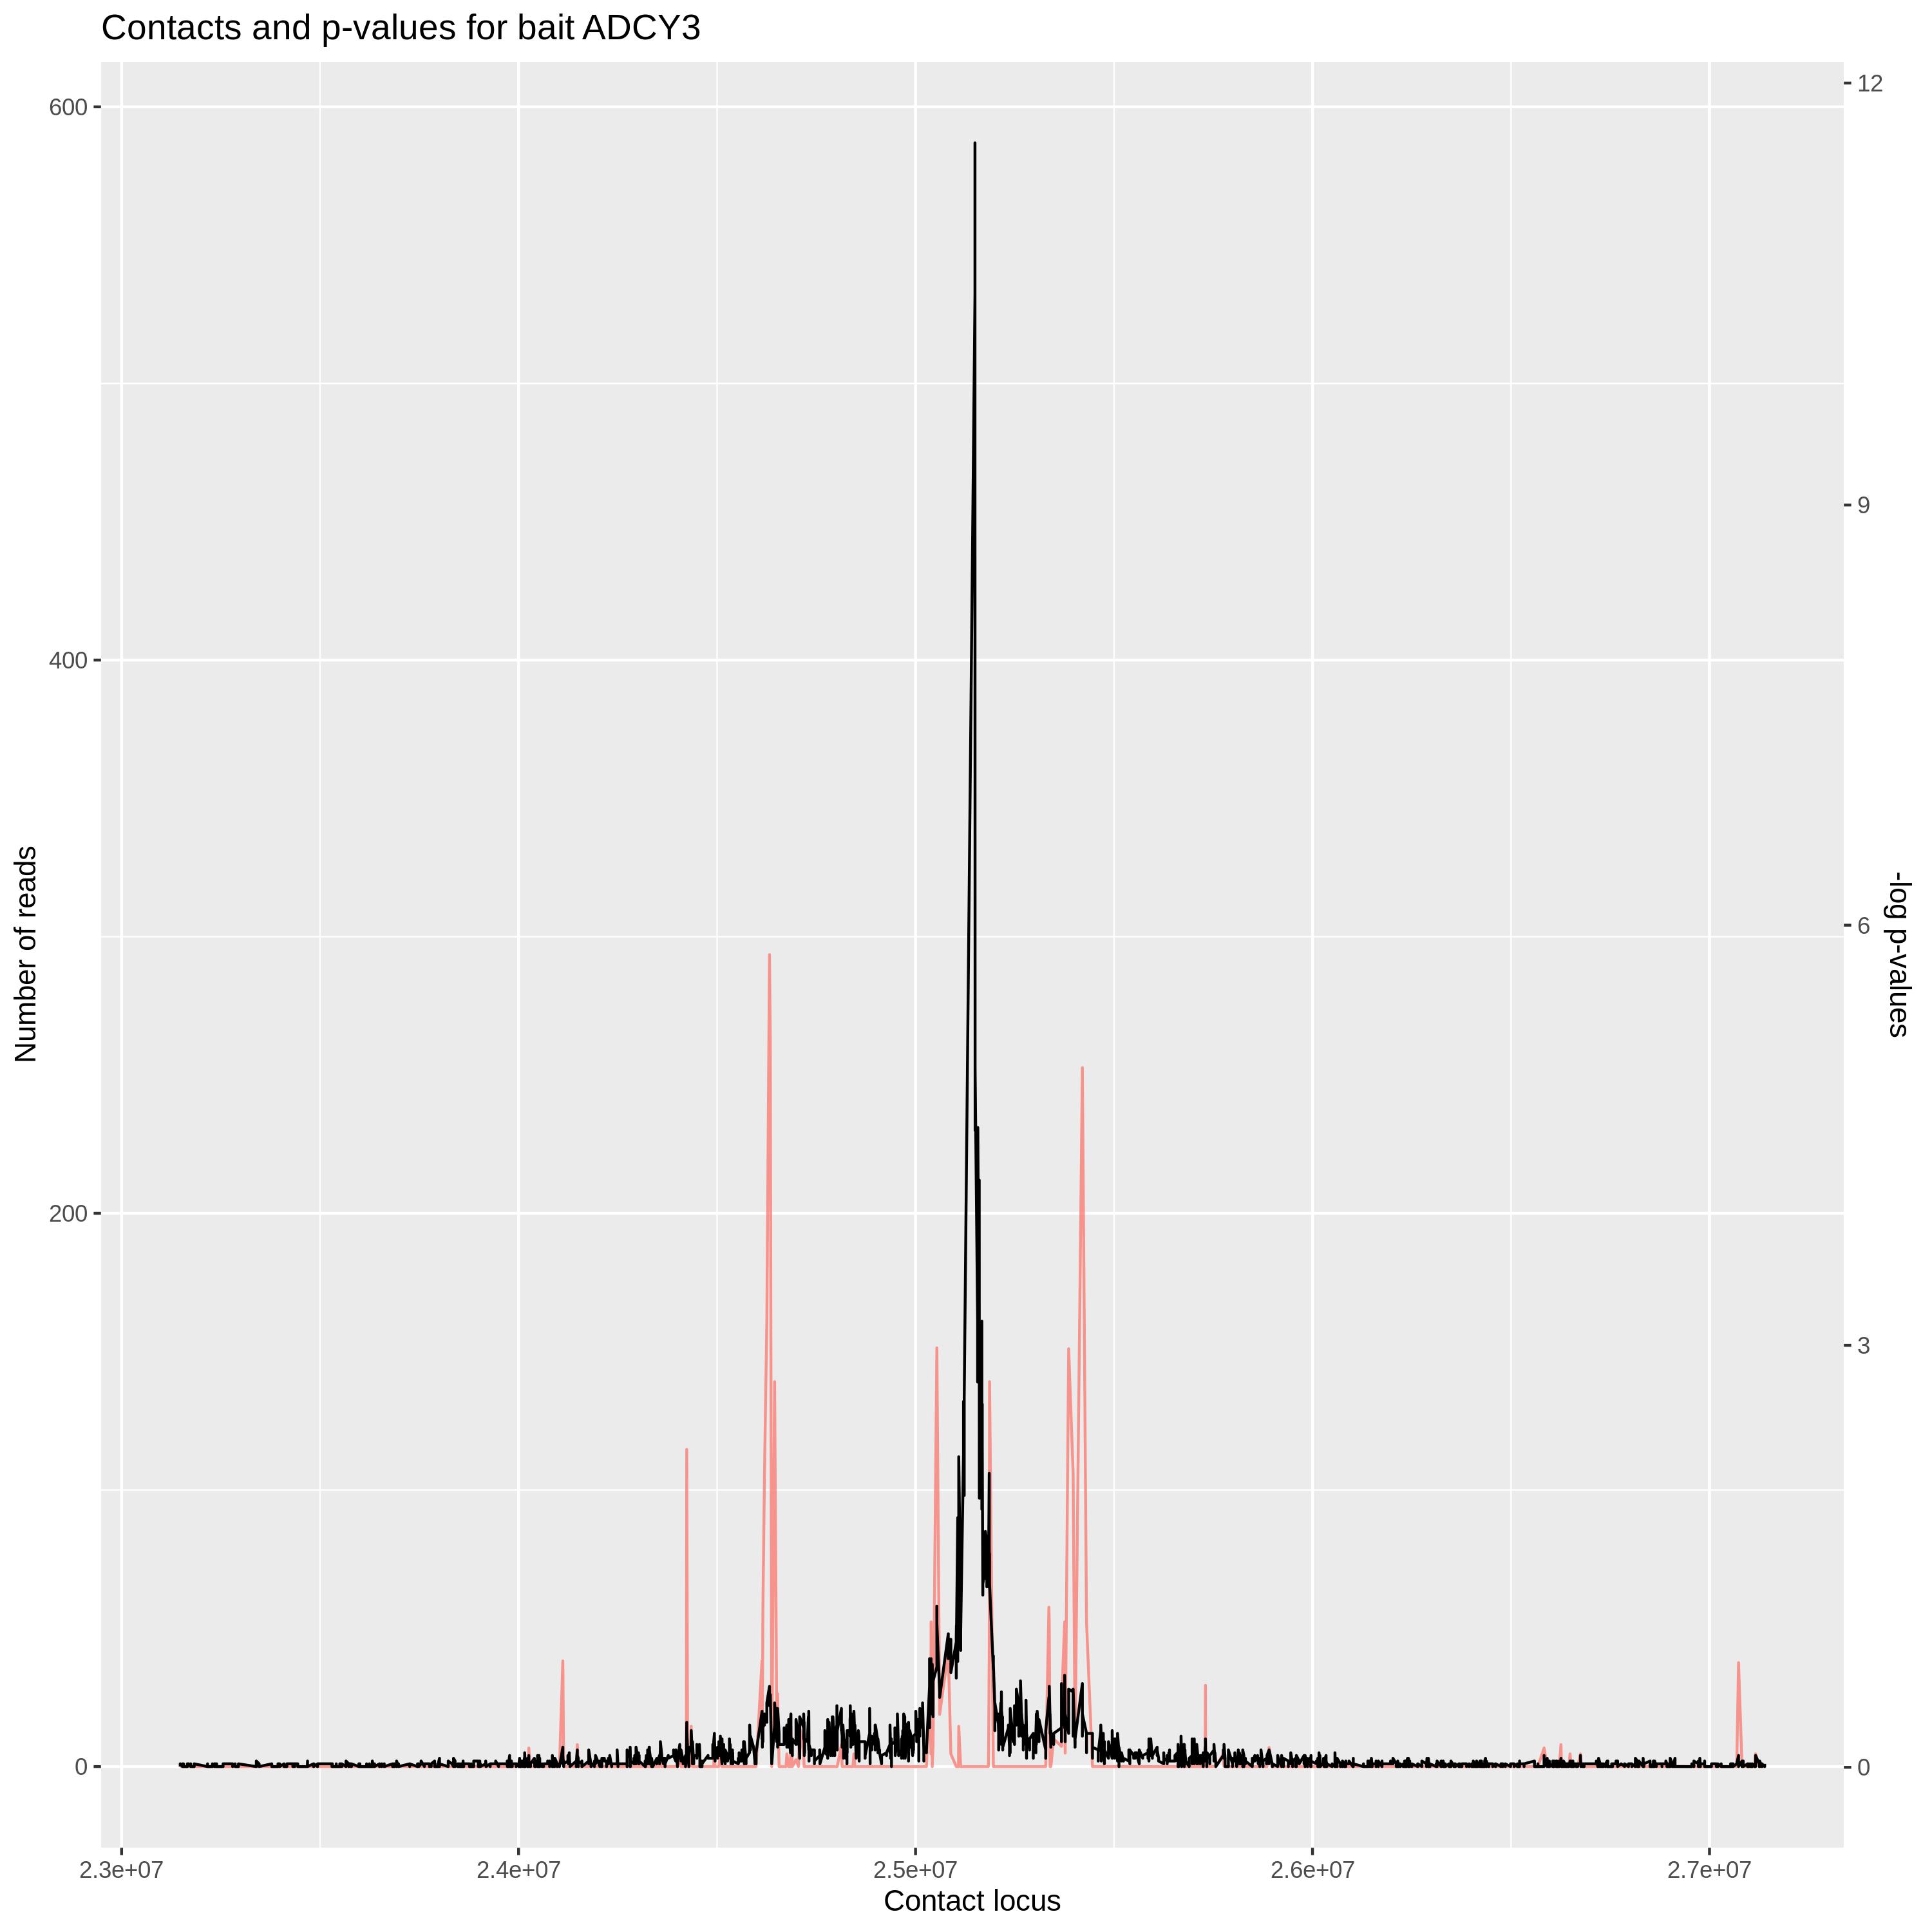 Contacts and p-values for bait ADCY3
600
400
200
0
Number of reads
12
9
6
3
0
-log p-values
2.3e+07
2.4e+07
2.5e+07
2.6e+07
2.7e+07
Contact locus